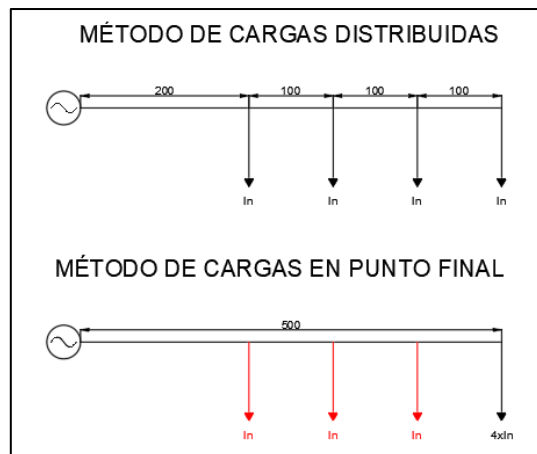 MÉTODO DE CARGAS DISTRIBUIDAS
200 100 100 100
In In In In
MÉTODO DE CARGAS EN PUNTO FINAL
500
In In In 4xIn